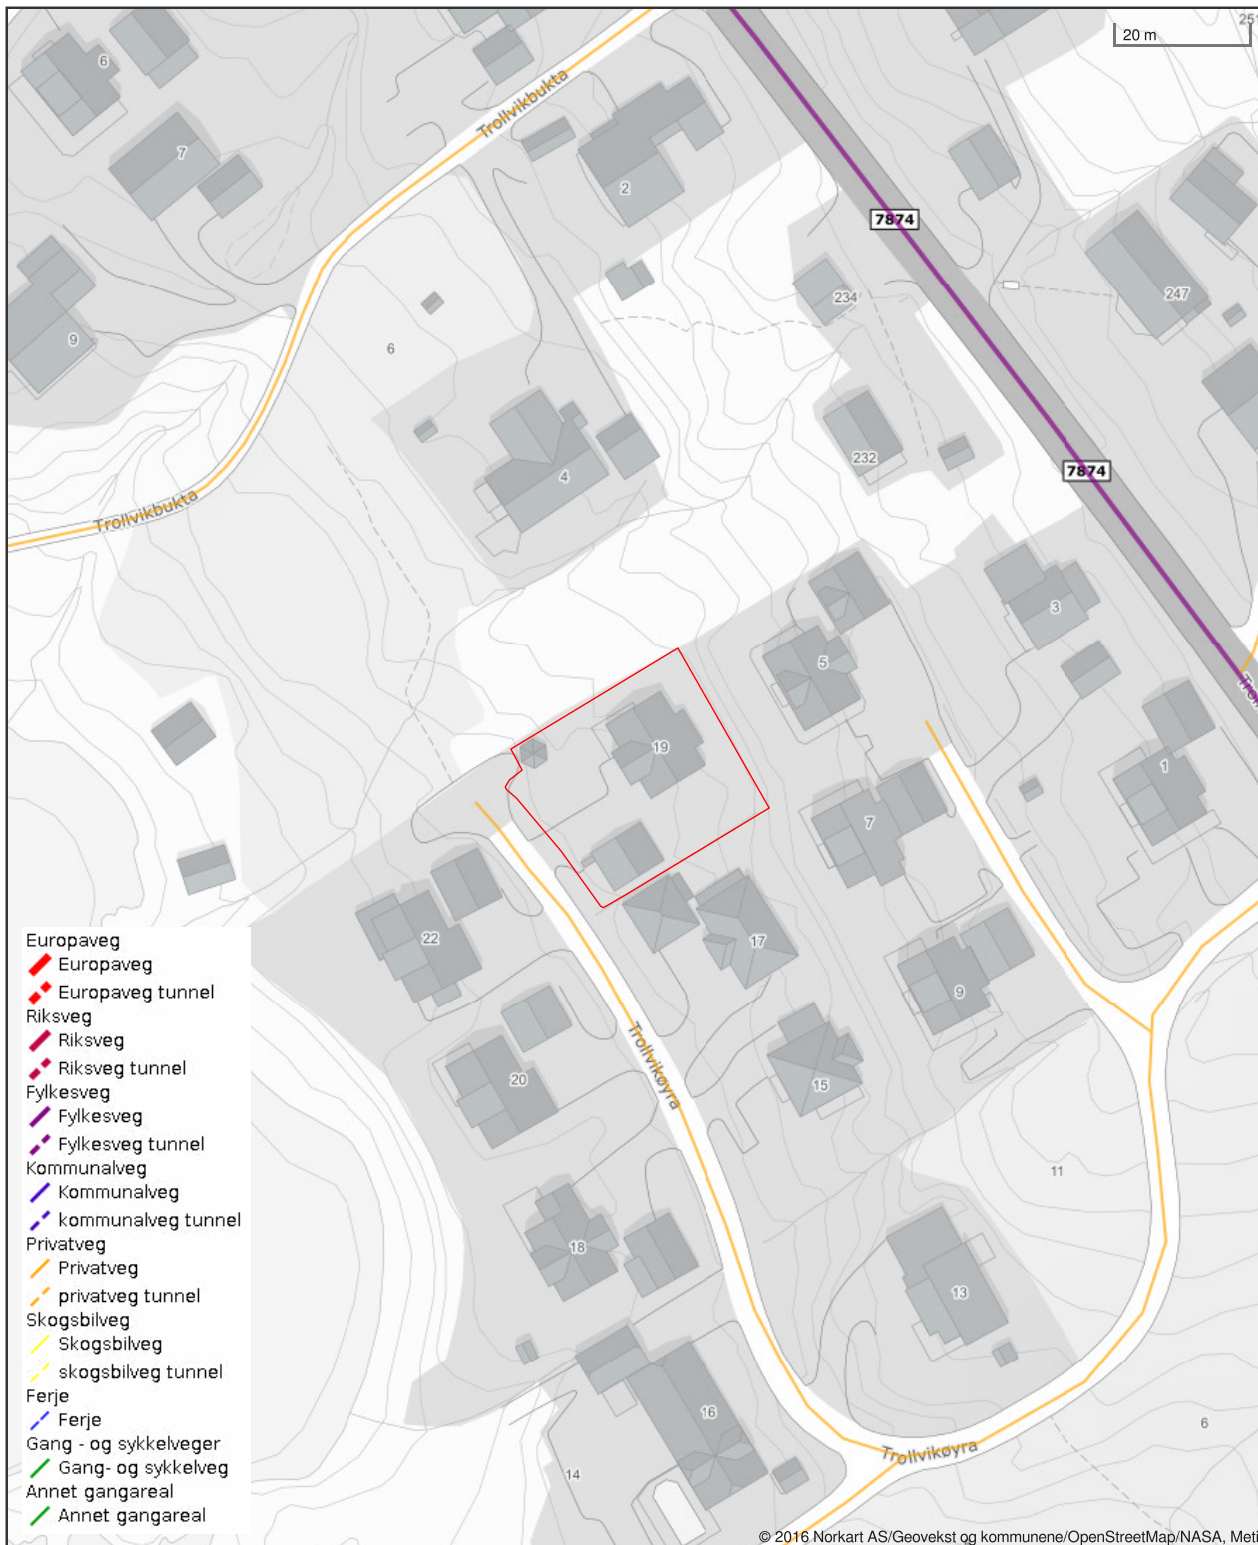 251
20 m
6
Trollvikbukta
7
2
7874
234
247
9
6
4
232
7874
Trollvikbukta
3
5
19
1
7
22
17
9
Trollvikøyra
20
15
11
18
13
16
6
Trollvikøyra
14
Europaveg
Europaveg
Europaveg tunnel
Riksveg
Riksveg
Riksveg tunnel
Fylkesveg
Fylkesveg
Fylkesveg tunnel
Kommunalveg
Kommunalveg
kommunalveg tunnel
Privatveg
Privatveg
privatveg tunnel
Skogsbilveg
Skogsbilveg
skogsbilveg tunnel
Ferje
Ferje
Gang - og sykkelveger
Gang- og sykkelveg
Annet gangareal
Annet gangareal
© 2016 Norkart AS/Geovekst og kommunene/OpenStreetMap/NASA, Meti